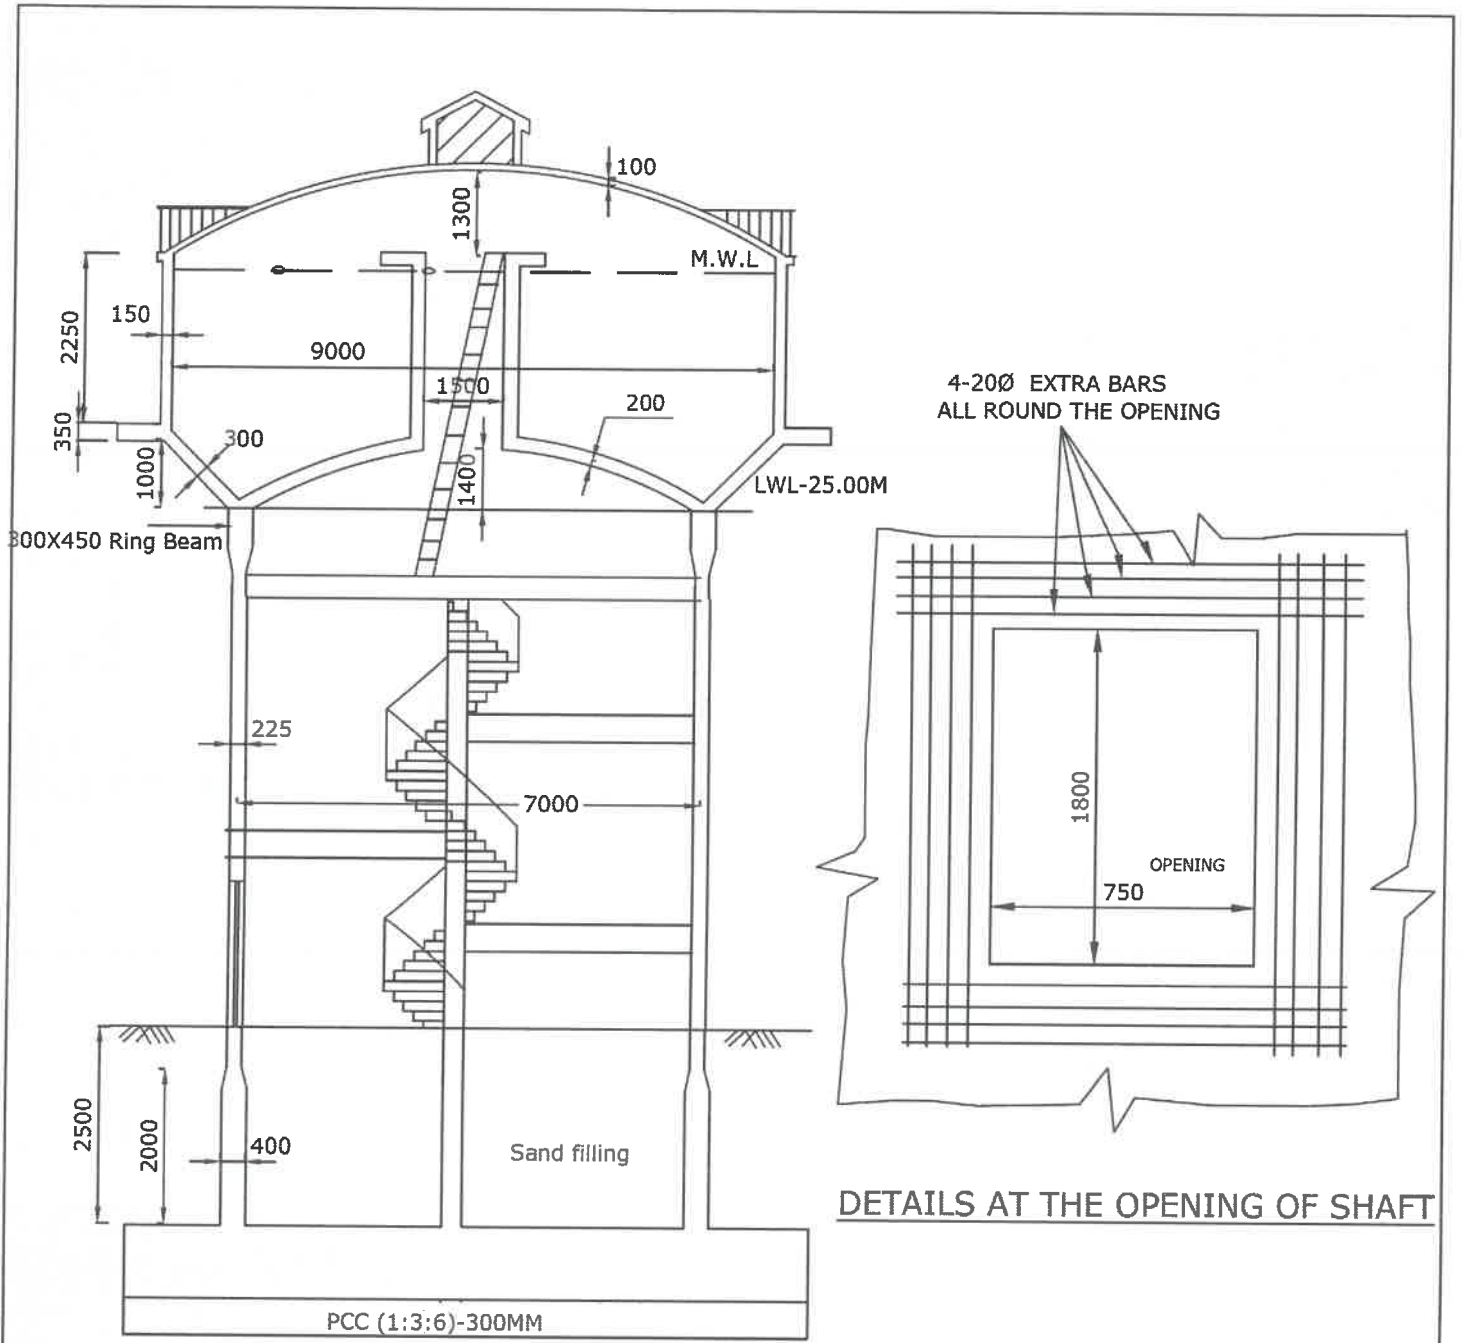 100
1300
M.W.L
150
2250
9000
1500
4-20Ø EXTRA BARS
ALL ROUND THE OPENING
200
350
300
1000
1400
LWL-25.00M
300X450 Ring Beam
225
7000
1800
OPENING
750
2500
2000
400
Sand filling
DETAILS AT THE OPENING OF SHAFT
PCC (1:3:6)-300MM